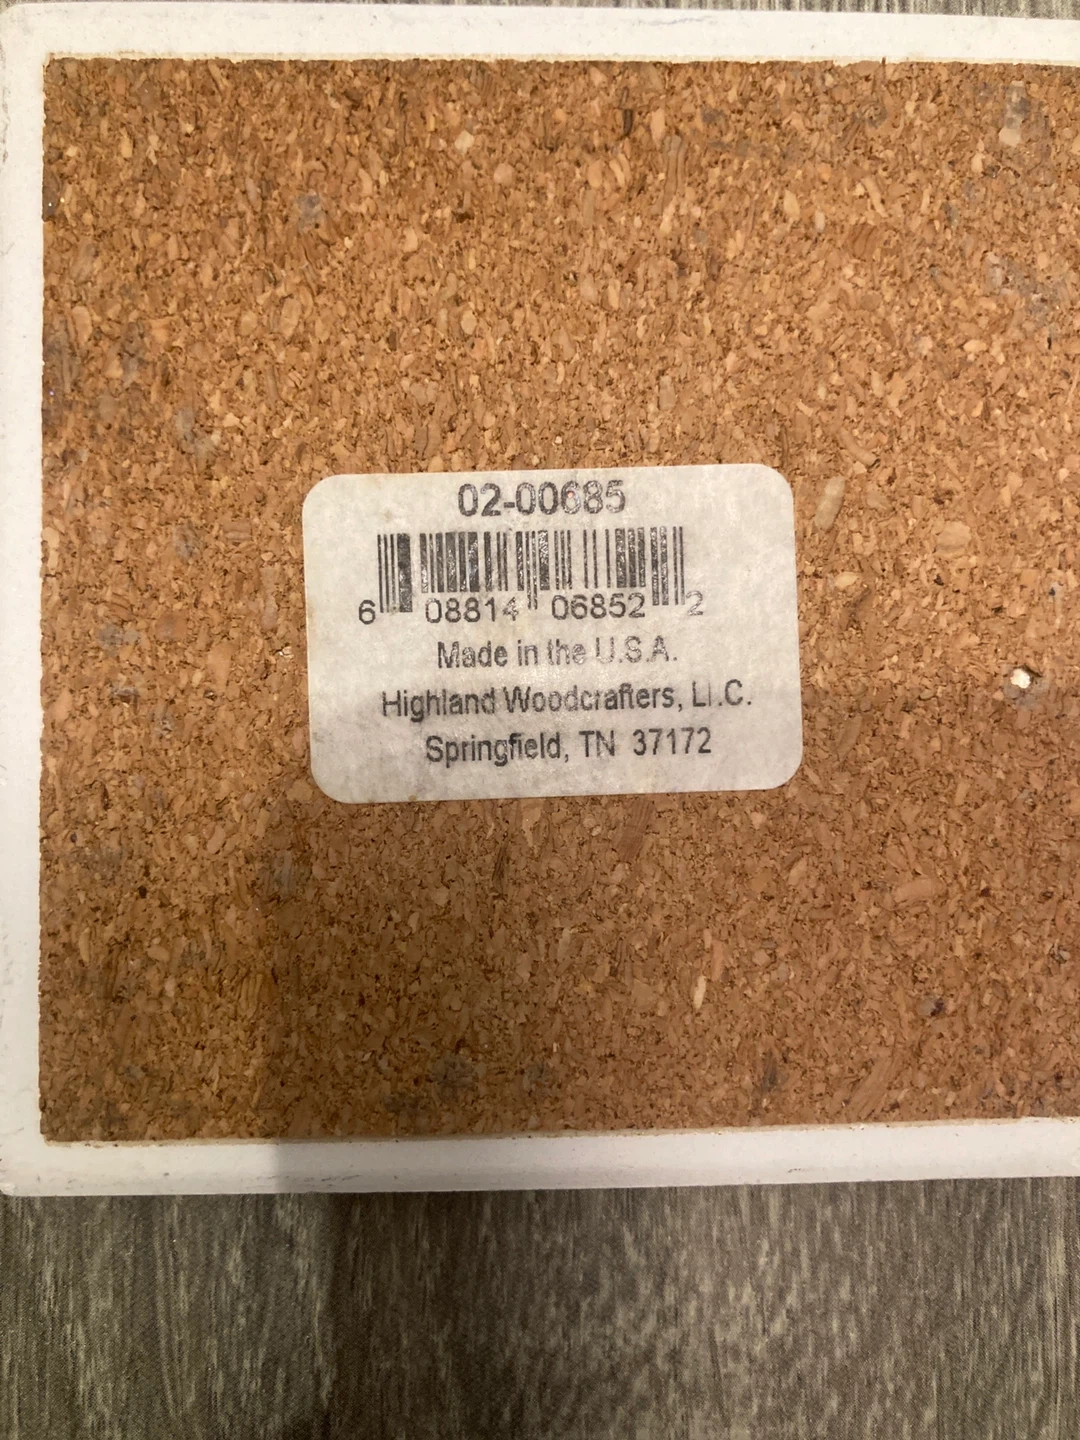 02-00685
6 08814 06852 2
Made in the U.S.A.
Highland Woodcrafters, LLC.
Springfield, TN 37172